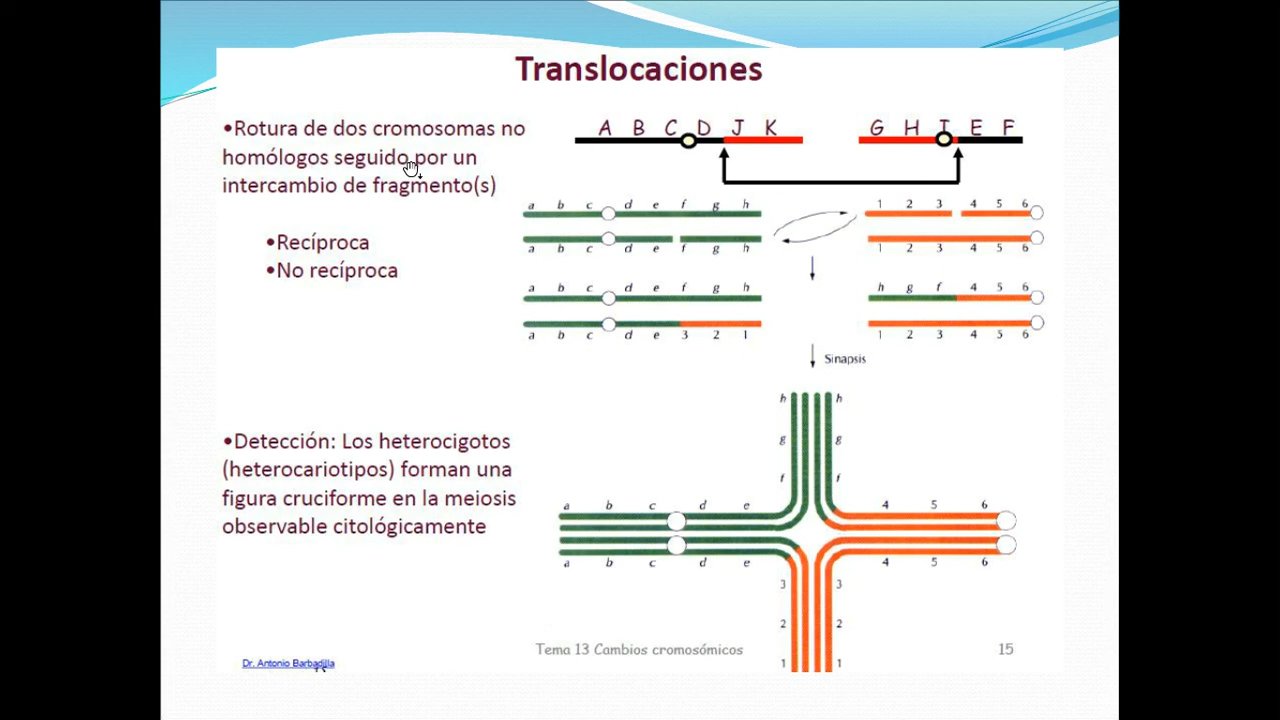 Translocaciones
•Rotura de dos cromosomas no
homólogos seguido por un
intercambio de fragmento(s)
•Recíproca
•No recíproca
A B C D J K
G H I E F
a b c d e f g h
1 2 3 4 5 6
a b c d e f g h
1 2 3 4 5 6
a b c d e f g h
h g f 4 5 6
a b c d e 3 2 1
1 2 3 4 5 6
Sinapsis
•Detección: Los heterocigotos
(heterocariotipos) forman una
figura cruciforme en la meiosis
observable citológicamente
h h
g g
f f
a b c d e 4 5 6
a b c d e 4 5 6
3 3
2 2
1 1
Tema 13 Cambios cromosómicos
15
Dr. Antonio Barbadilla